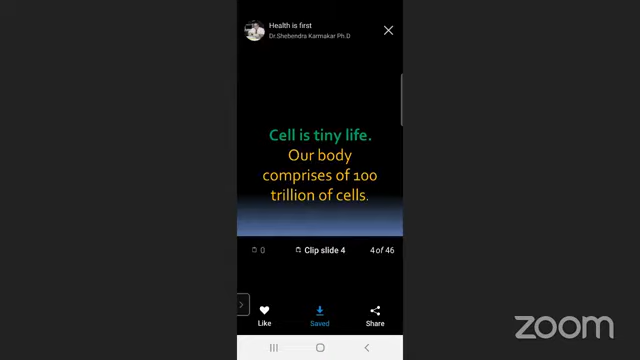 Health is first
Dr.Shebendra Karmakar Ph.D
Cell is tiny life.
Our body
comprises of 100
trillion of cells.
0
Clip slide 4
4 of 46
Like
Saved
Share
zoom